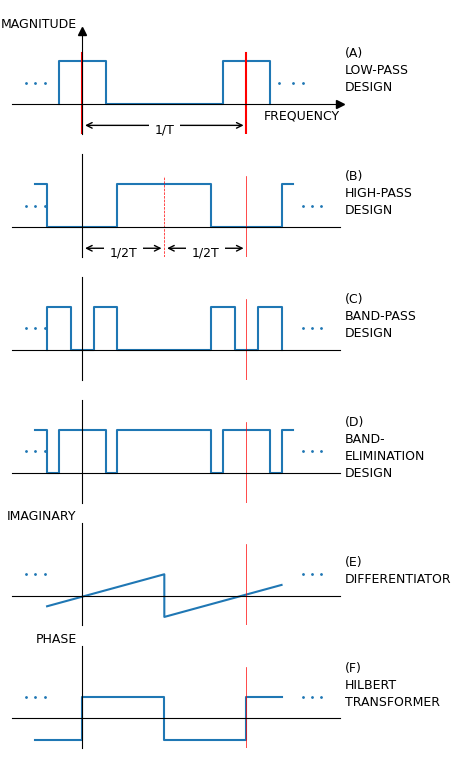 MAGNITUDE
(A)
LOW-PASS
DESIGN
FREQUENCY
1/T
(B)
HIGH-PASS
DESIGN
1/2T 1/2T
(C)
BAND-PASS
DESIGN
(D)
BAND-
ELIMINATION
DESIGN
IMAGINARY
(E)
DIFFERENTIATOR
PHASE
(F)
HILBERT
TRANSFORMER